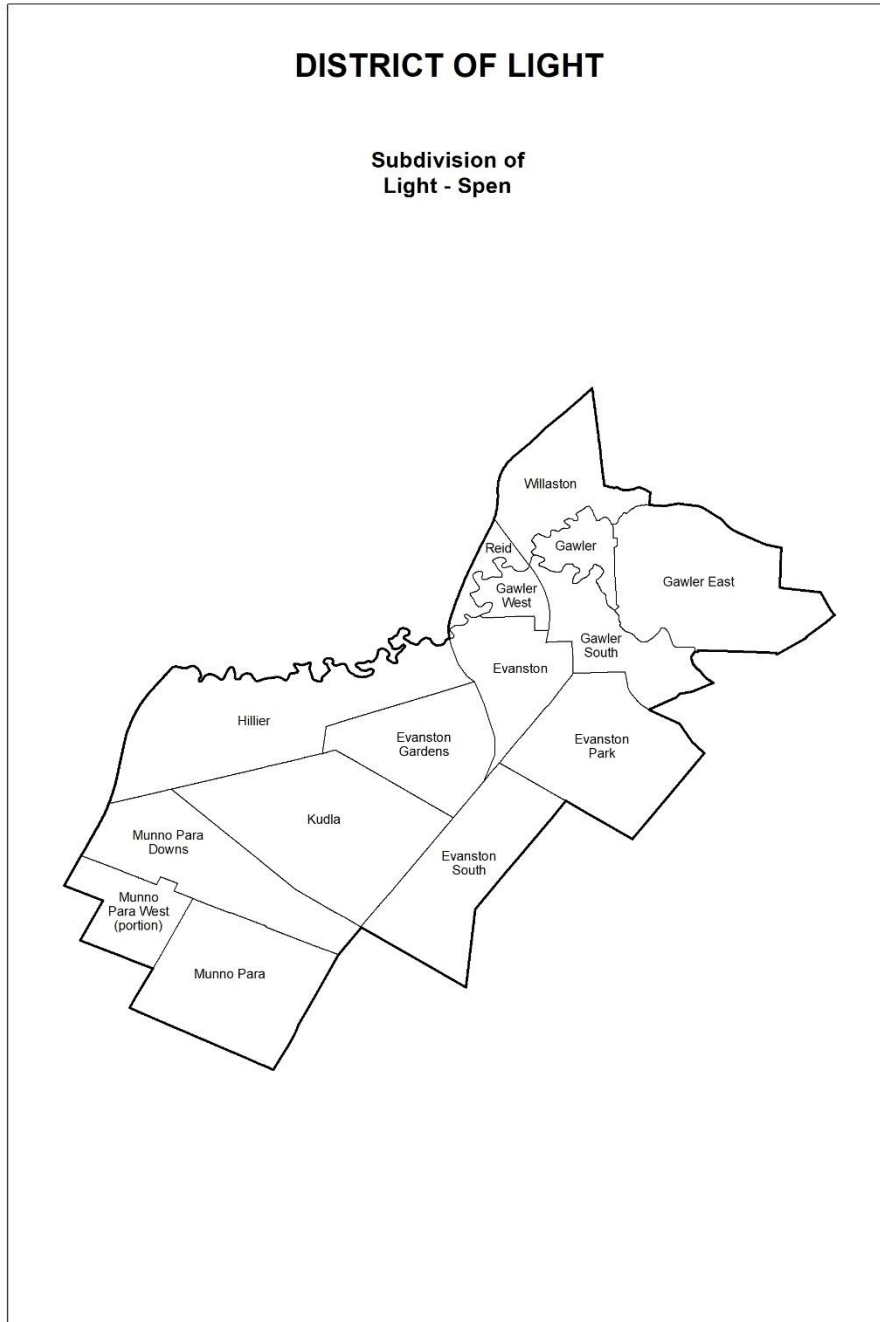 DISTRICT OF LIGHT
Subdivision of
Light - Spen
Willaston
Reid
Gawler
Gawler East
Gawler
West
Gawler
South
Evanston
Hillier
Evanston
Gardens
Evanston
Park
Kudla
Munno Para
Downs
Evanston
South
Munno
Para West
(portion)
Munno Para